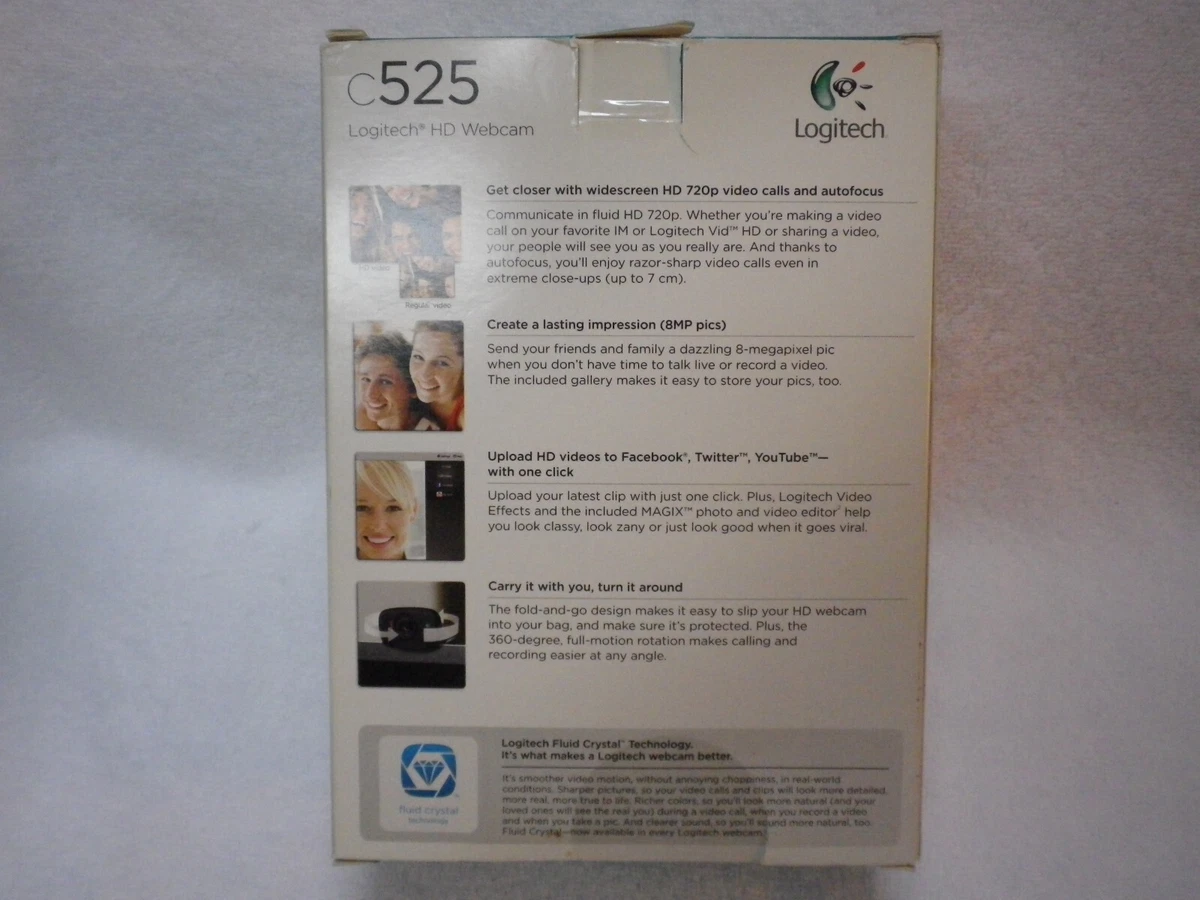 C525
Logitech® HD Webcam
Logitech
Get closer with widescreen HD 720p video calls and autofocus
Communicate in fluid HD 720p. Whether you're making a video
call on your favorite IM or Logitech Vid™ HD or sharing a video,
your people will see you as you really are. And thanks to
autofocus, you'll enjoy razor-sharp video calls even in
extreme close-ups (up to 7 cm).
HD video
Regular video
Create a lasting impression (8MP pics)
Send your friends and family a dazzling 8-megapixel pic
when you don't have time to talk live or record a video.
The included gallery makes it easy to store your pics, too.
Upload HD videos to Facebook®, Twitter™, YouTube™—
with one click
Upload your latest clip with just one click. Plus, Logitech Video
Effects and the included MAGIX™ photo and video editor help
you look classy, look zany or just look good when it goes viral.
Carry it with you, turn it around
The fold-and-go design makes it easy to slip your HD webcam
into your bag, and make sure it's protected. Plus, the
360-degree, full-motion rotation makes calling and
recording easier at any angle.
fluid crystal
technology
Logitech Fluid Crystal™ Technology.
It's what makes a Logitech webcam better.
It's smoother video motion, without annoying choppiness, in real-world
conditions. Sharper pictures, so your video calls and clips will look more detailed,
more real, more true to life. Richer colors, so you'll look more natural (and your
loved ones will see the real you) during a video call, when you record a video
and when you take a pic. And clearer sound, so you'll sound more natural, too.
Fluid Crystal—now available in every Logitech webcam.